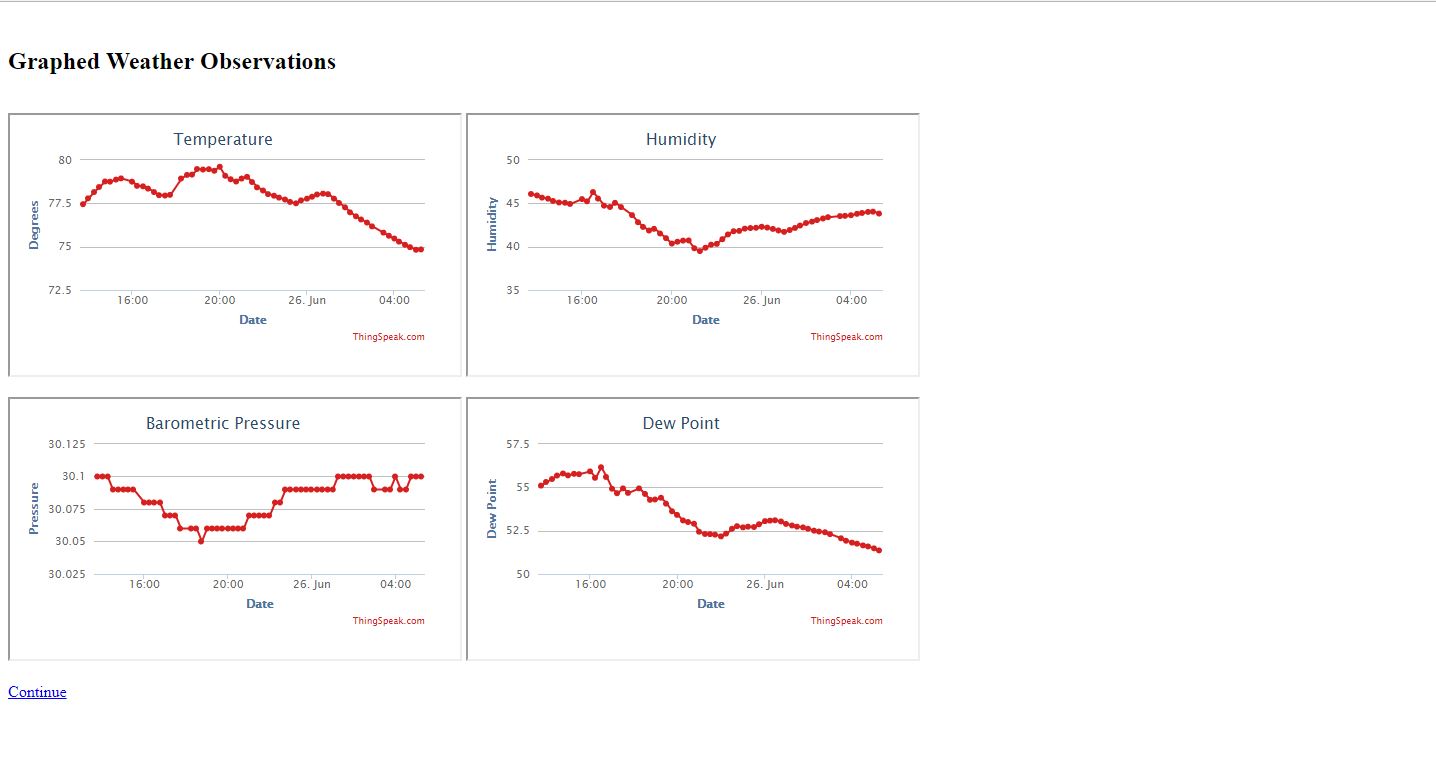 Graphed Weather Observations
Temperature
80
77.5
75
72.5
Degrees
16:00 20:00 26. Jun 04:00
Date
ThingSpeak.com
Humidity
50
45
40
35
Humidity
16:00 20:00 26. Jun 04:00
Date
ThingSpeak.com
Barometric Pressure
30.125
30.1
30.075
30.05
30.025
Pressure
16:00 20:00 26. Jun 04:00
Date
ThingSpeak.com
Dew Point
57.5
55
52.5
50
Dew Point
16:00 20:00 26. Jun 04:00
Date
ThingSpeak.com
Continue